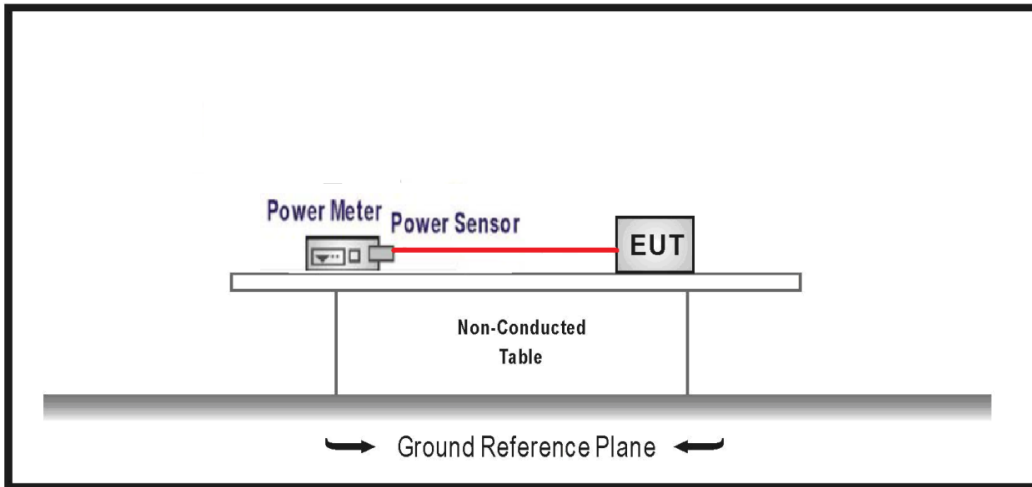 Power Meter
Power Sensor
EUT
Non-Conducted
Table
Ground Reference Plane